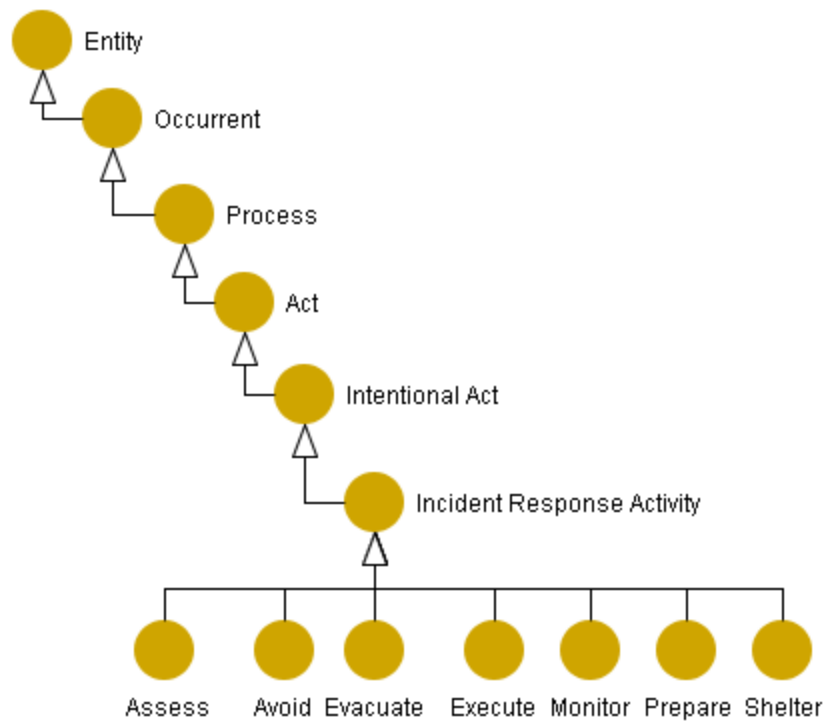 Entity
Occurrent
Process
Act
Intentional Act
Incident Response Activity
Assess Avoid Evacuate Execute Monitor Prepare Shelter